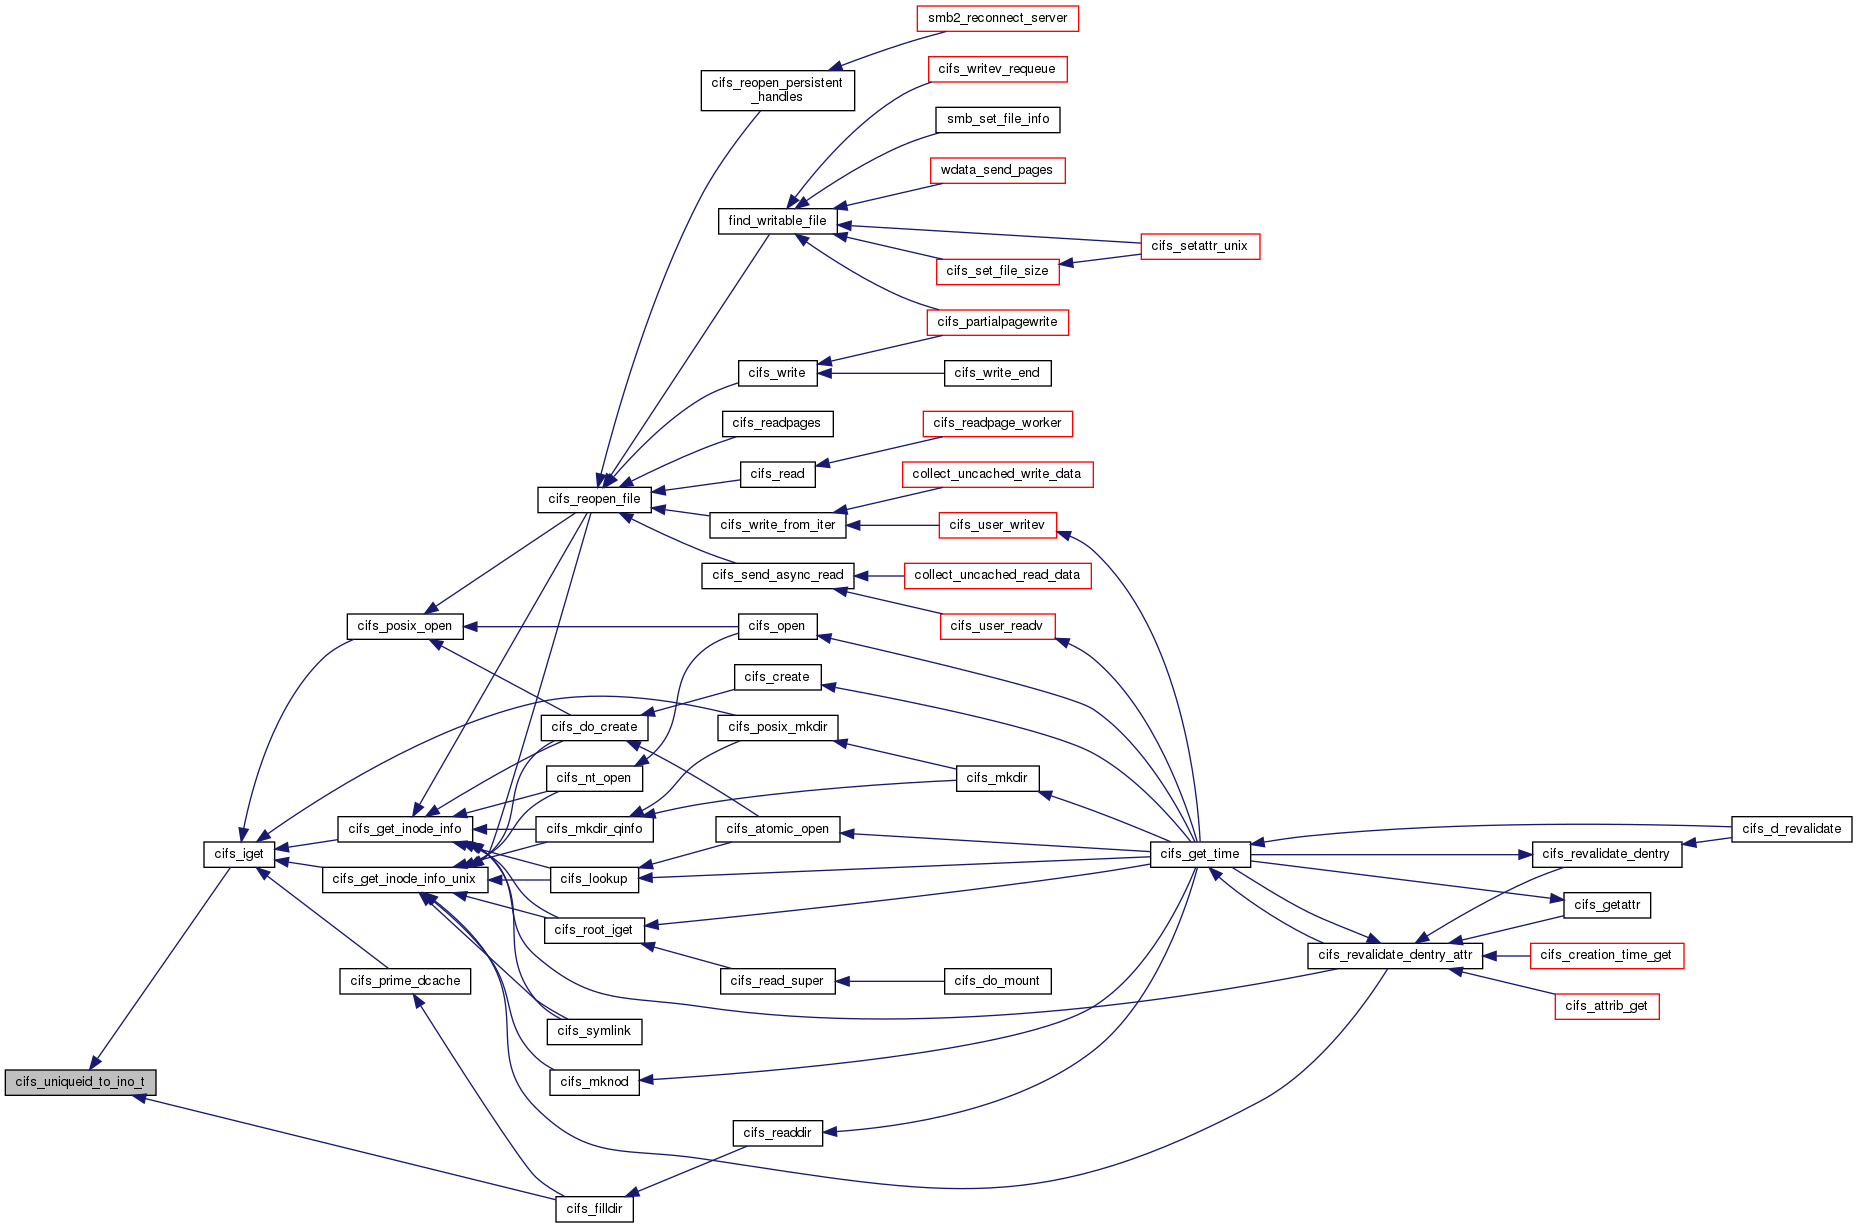 smb2_reconnect_server
cifs_writev_requeue
cifs_reopen_persistent
_handles
smb_set_file_info
wdata_send_pages
find_writable_file
cifs_setattr_unix
cifs_set_file_size
cifs_partialpagewrite
cifs_write
cifs_write_end
cifs_readpages
cifs_readpage_worker
cifs_read
collect_uncached_write_data
cifs_reopen_file
cifs_write_from_iter
cifs_user_writev
cifs_send_async_read
collect_uncached_read_data
cifs_posix_open
cifs_open
cifs_user_readv
cifs_create
cifs_do_create
cifs_posix_mkdir
cifs_nt_open
cifs_mkdir
cifs_get_inode_info
cifs_mkdir_qinfo
cifs_atomic_open
cifs_d_revalidate
cifs_iget
cifs_get_time
cifs_revalidate_dentry
cifs_get_inode_info_unix
cifs_lookup
cifs_getattr
cifs_root_iget
cifs_revalidate_dentry_attr
cifs_creation_time_get
cifs_prime_dcache
cifs_read_super
cifs_do_mount
cifs_attrib_get
cifs_symlink
cifs_uniqueid_to_ino_t
cifs_mknod
cifs_readdir
cifs_filldir